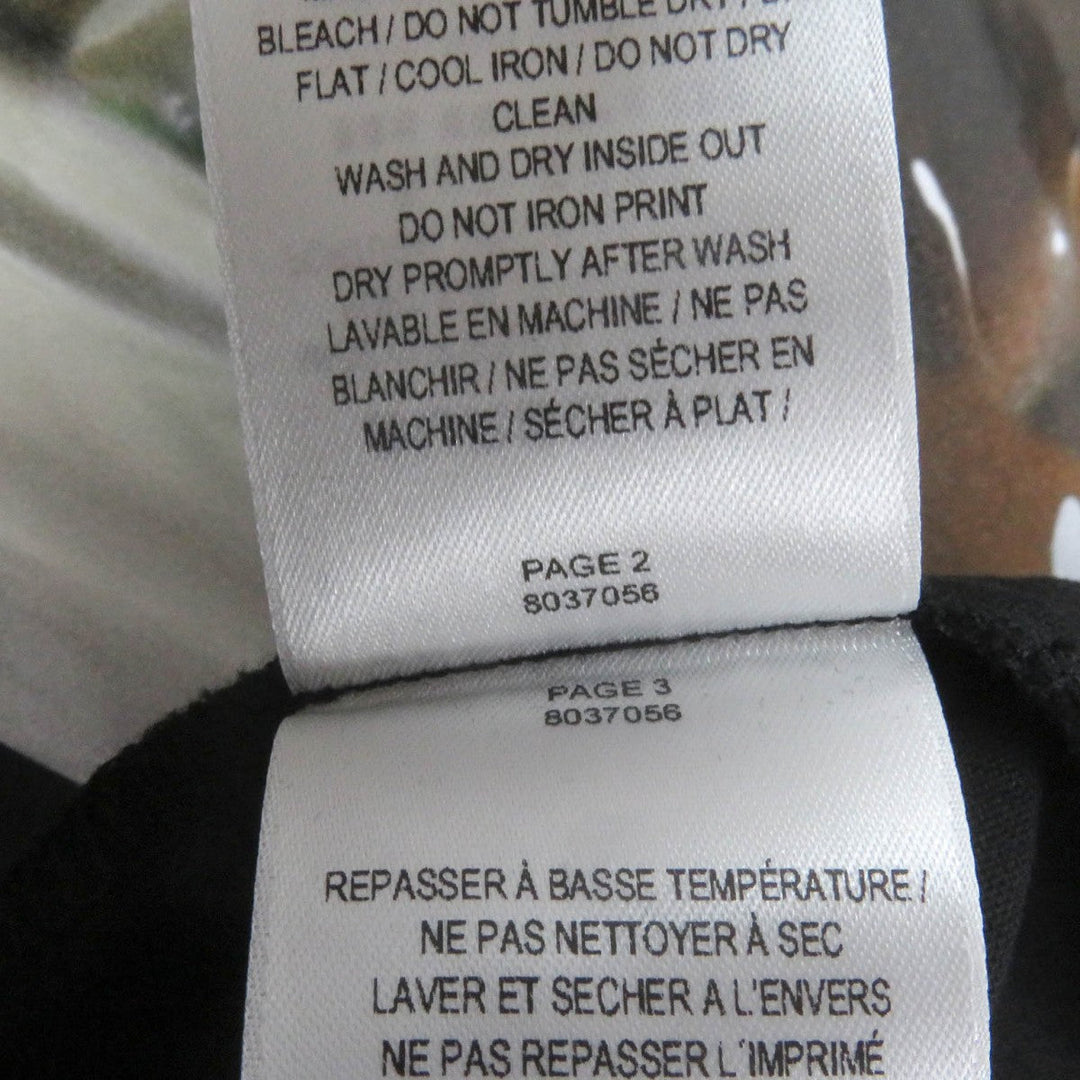 BLEACH / DO NOT TUMBLE DRY /
FLAT / COOL IRON / DO NOT DRY
CLEAN
WASH AND DRY INSIDE OUT
DO NOT IRON PRINT
DRY PROMPTLY AFTER WASH
LAVABLE EN MACHINE / NE PAS
BLANCHIR / NE PAS SÉCHER EN
MACHINE / SÉCHER À PLAT /
PAGE 2
8037056
PAGE 3
8037056
REPASSER À BASSE TEMPÉRATURE /
NE PAS NETTOYER À SEC
LAVER ET SECHER A L'ENVERS
NE PAS REPASSER L'IMPRIMÉ